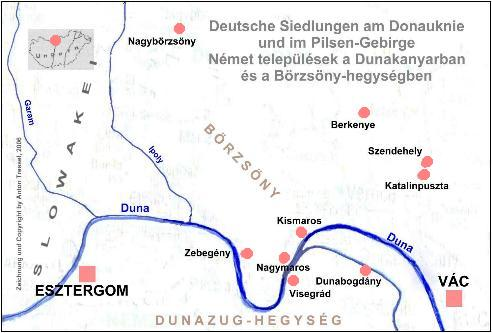 Deutsche Siedlungen am Donauknie
und im Pilsen-Gebirge
Német települések a Dunakanyarban
és a Börzsöny-hegységben
Nagybörzsöny
Ungarn
Garam
Ipoly
SLOWAKEI
Zeichnung und Copyright by Anton Tressel, 2006
BÖRZSÖNY
Berkenye
Szendehely
Katalinpuszta
Duna
Kismaros
Duna
Zebegény
Nagymaros
Dunabogdány
Visegrád
ESZTERGOM
VÁC
DUNAZUG-HEGYSÉG